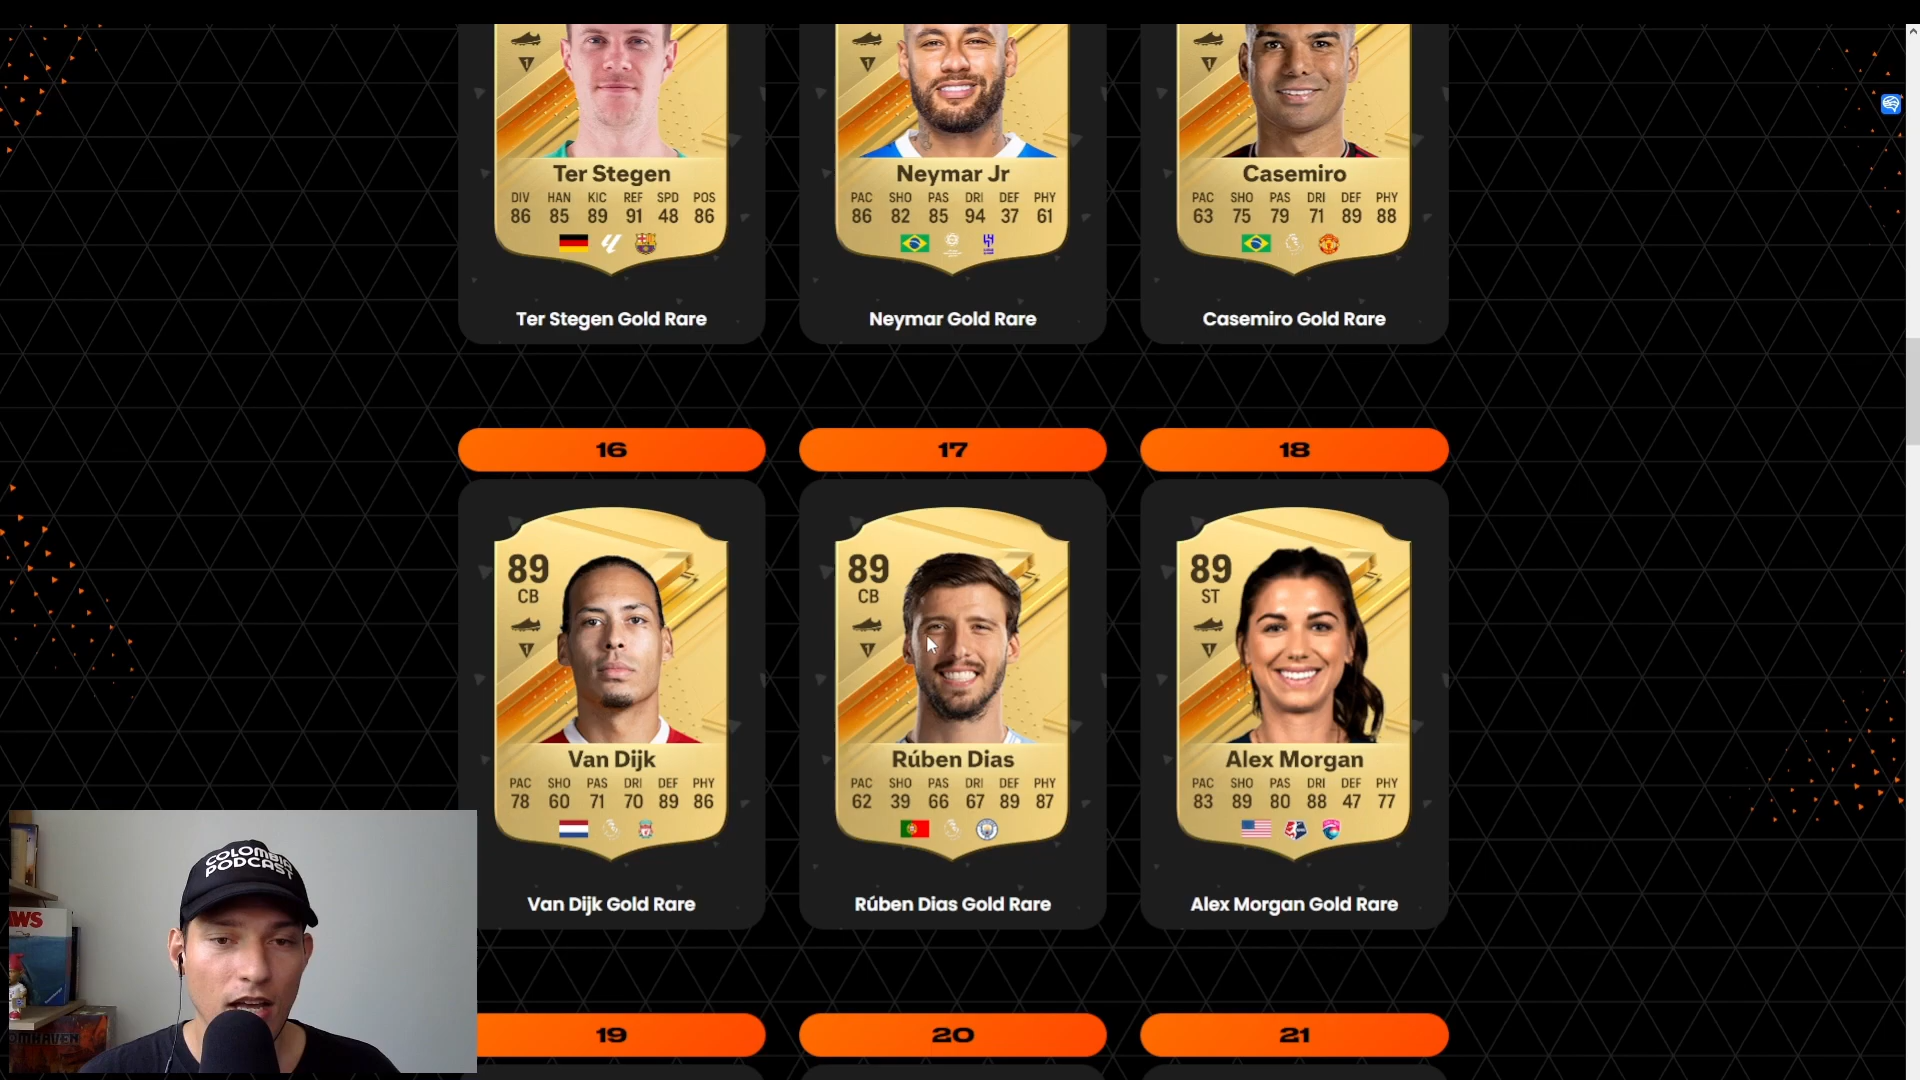 Ter Stegen
DIV HAN KIC REF SPD POS
86 85 89 91 48 86
Ter Stegen Gold Rare
Neymar Jr
PAC SHO PAS DRI DEF PHY
86 82 85 94 37 61
Neymar Gold Rare
Casemiro
PAC SHO PAS DRI DEF PHY
63 75 79 71 89 88
Casemiro Gold Rare
16
89
CB
Van Dijk
PAC SHO PAS DRI DEF PHY
78 60 71 70 89 86
Van Dijk Gold Rare
17
89
CB
Rúben Dias
PAC SHO PAS DRI DEF PHY
62 39 66 67 89 87
Rúben Dias Gold Rare
18
89
ST
Alex Morgan
PAC SHO PAS DRI DEF PHY
83 89 80 88 47 77
Alex Morgan Gold Rare
19
20
21
COLOMBIA
PODCAST